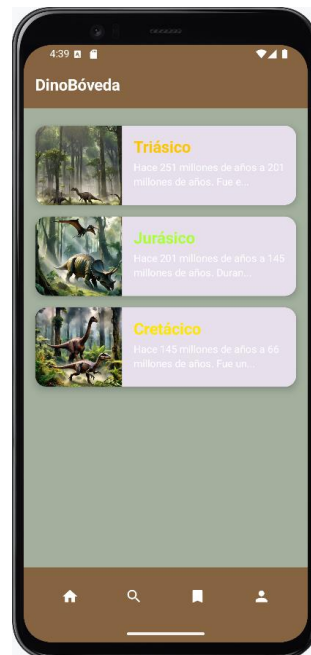 4:39
DinoBóveda
Triásico
Hace 251 millones de años a 201
millones de años. Fue e...
Jurásico
Hace 201 millones de años a 145
millones de años. Duran...
Cretácico
Hace 145 millones de años a 66
millones de años. Fue un...